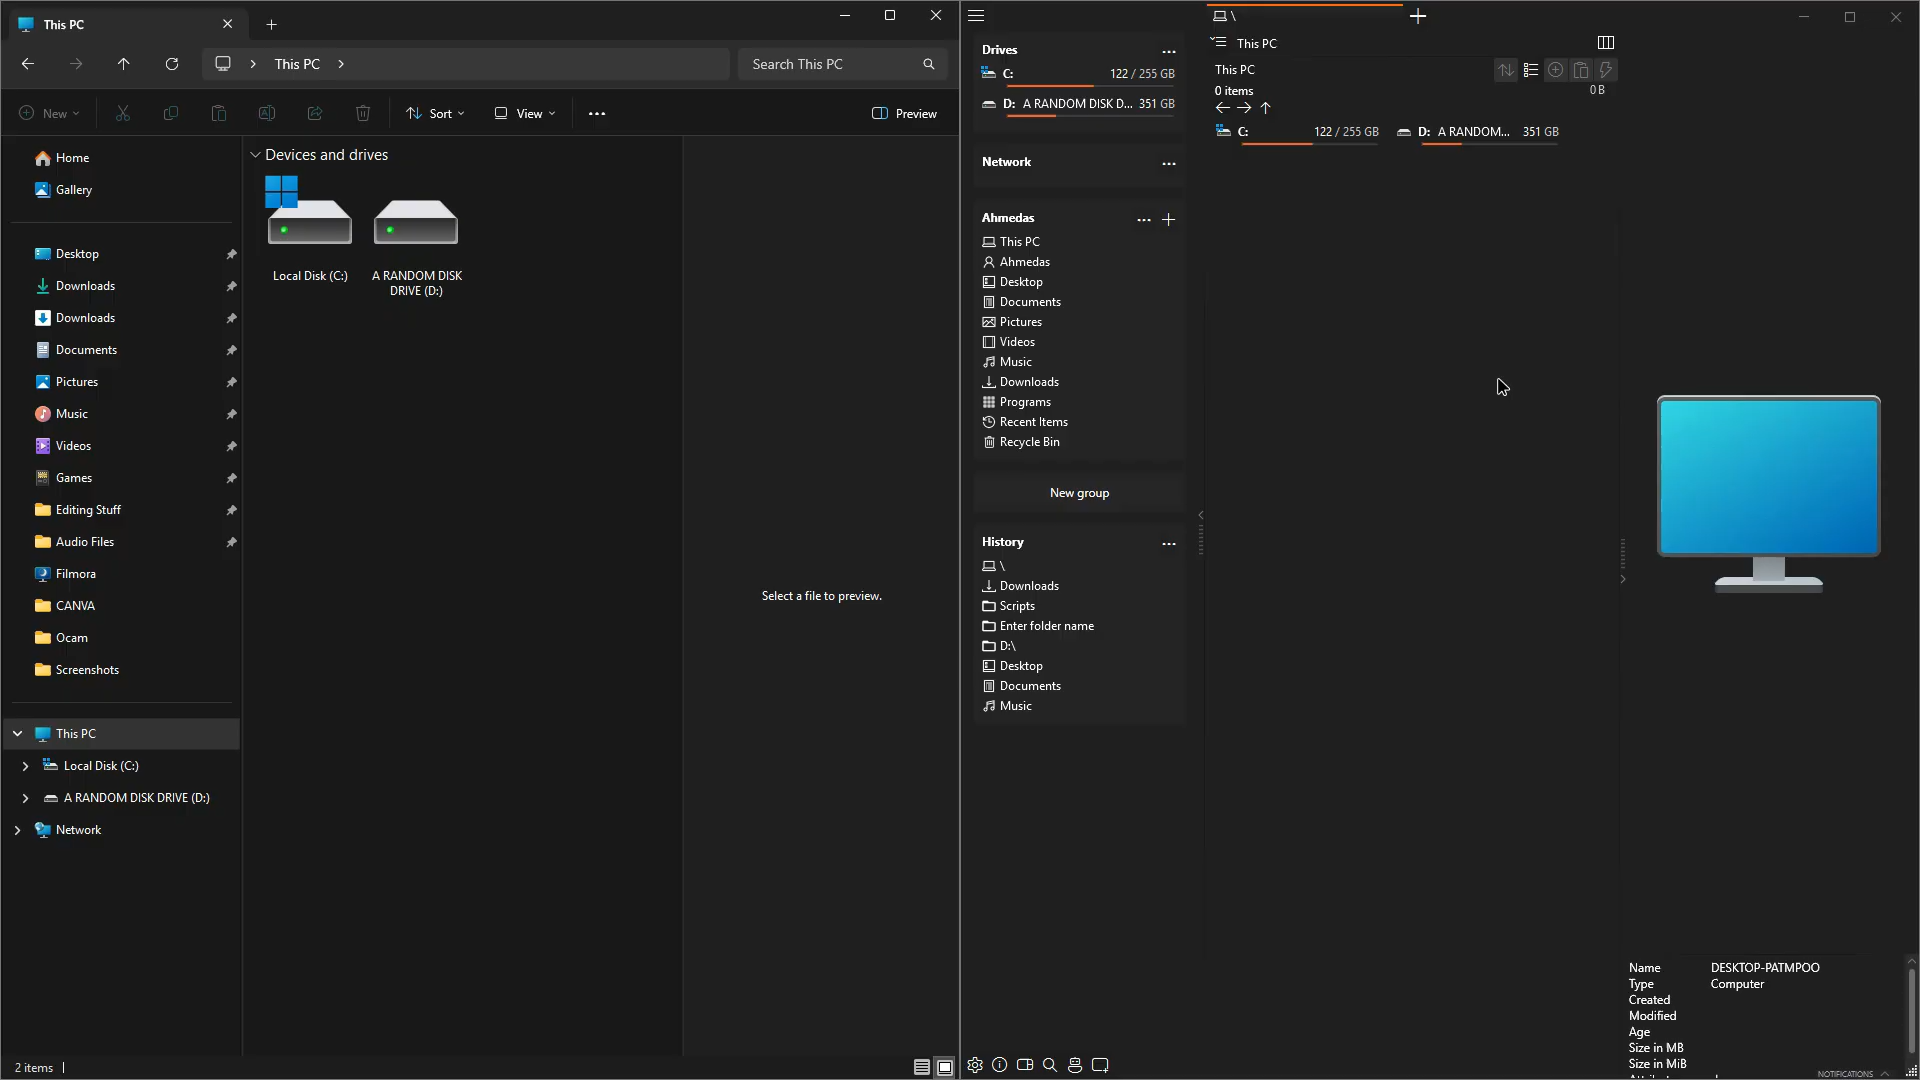 This PC
This PC
Search This PC
New
Sort
View
Preview
Home
Gallery
Desktop
Downloads
Downloads
Documents
Pictures
Music
Videos
Games
Editing Stuff
Audio Files
Filmora
CANVA
Ocam
Screenshots
This PC
Local Disk (C:)
A RANDOM DISK DRIVE (D:)
Network
Devices and drives
Local Disk (C:)
A RANDOM DISK
DRIVE (D:)
Select a file to preview.
2 items
Drives
C: 122 / 255 GB
D: A RANDOM DISK D... 351 GB
Network
Ahmedas
This PC
Ahmedas
Desktop
Documents
Pictures
Videos
Music
Downloads
Programs
Recent Items
Recycle Bin
New group
History
\
Downloads
Scripts
Enter folder name
D:\
Desktop
Documents
Music
\
This PC
This PC
0 items
0 B
C: 122 / 255 GB
D: A RANDOM... 351 GB
Name DESKTOP-PATMPOO
Type Computer
Created
Modified
Age
Size in MB
Size in MiB
NOTIFICATIONS